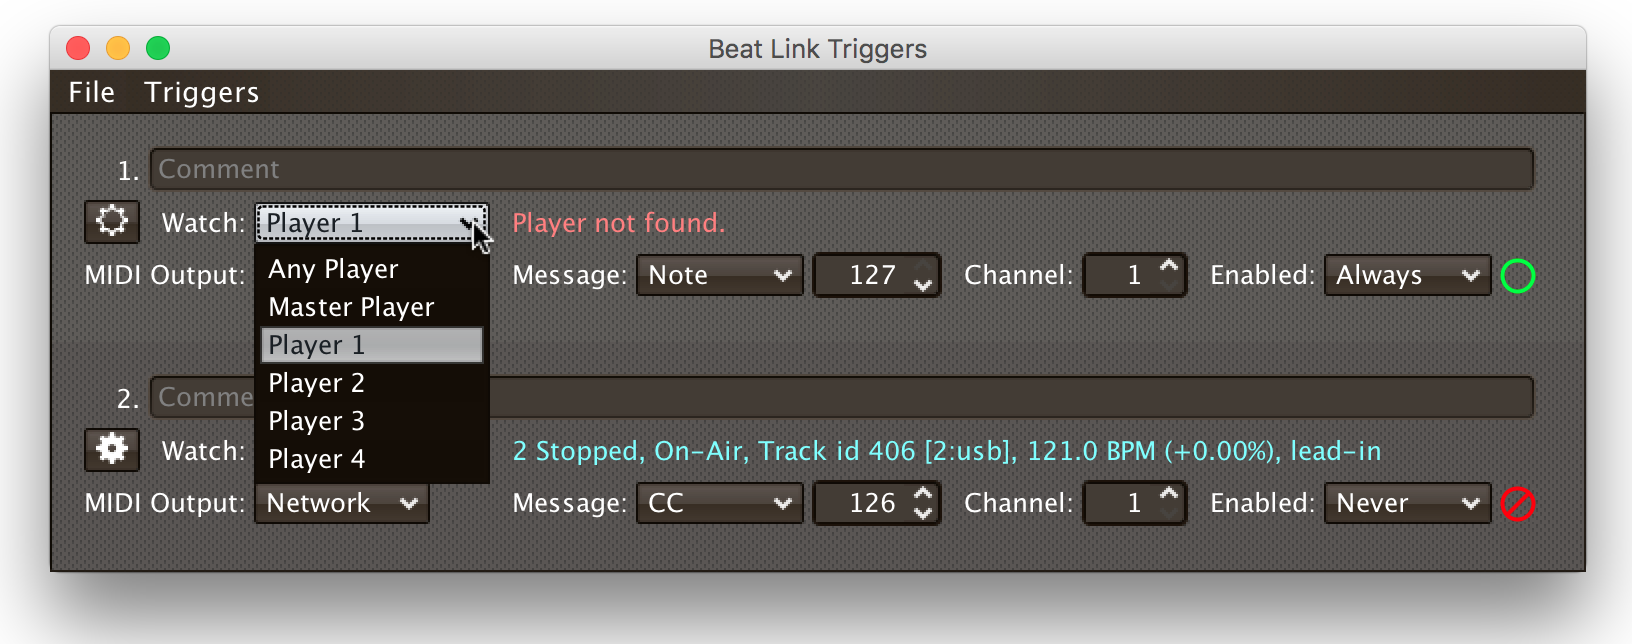 Beat Link Triggers
File Triggers
1. Comment
Watch: Player 1 Player not found.
Any Player
Master Player
Player 1
Player 2
Player 3
Player 4
MIDI Output: Message: Note 127 Channel: 1 Enabled: Always
2. Comme
Watch: 2 Stopped, On-Air, Track id 406 [2:usb], 121.0 BPM (+0.00%), lead-in
MIDI Output: Network Message: CC 126 Channel: 1 Enabled: Never